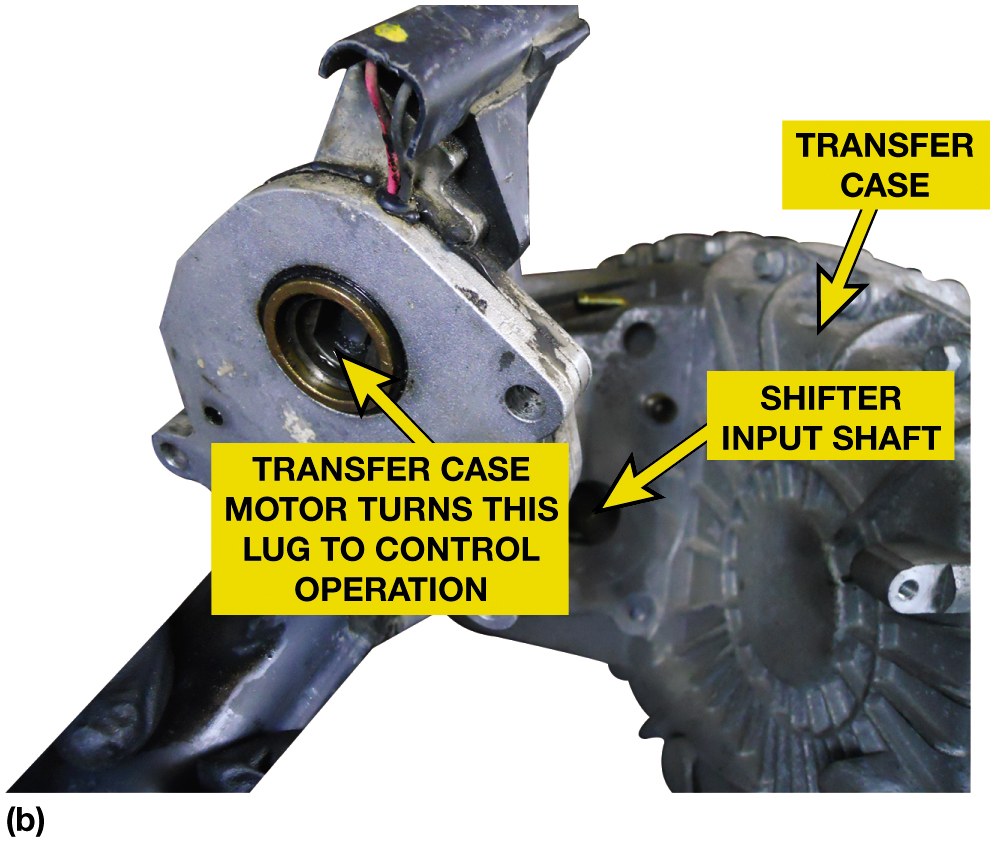 TRANSFER
CASE
SHIFTER
INPUT SHAFT
TRANSFER CASE
MOTOR TURNS THIS
LUG TO CONTROL
OPERATION
(b)